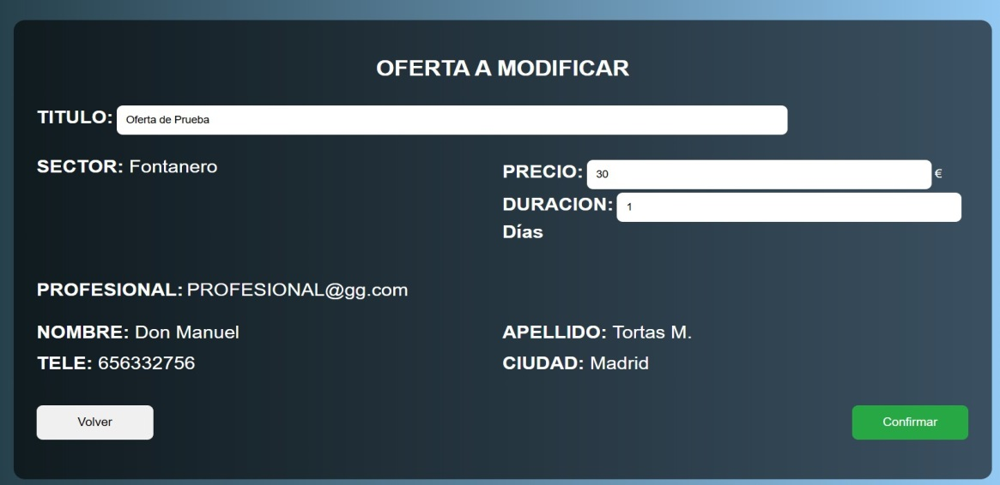 OFERTA A MODIFICAR
TITULO: Oferta de Prueba
SECTOR: Fontanero
PRECIO: 30 €
DURACION: 1
Días
PROFESIONAL: PROFESIONAL@gg.com
NOMBRE: Don Manuel
APELLIDO: Tortas M.
TELE: 656332756
CIUDAD: Madrid
Volver
Confirmar